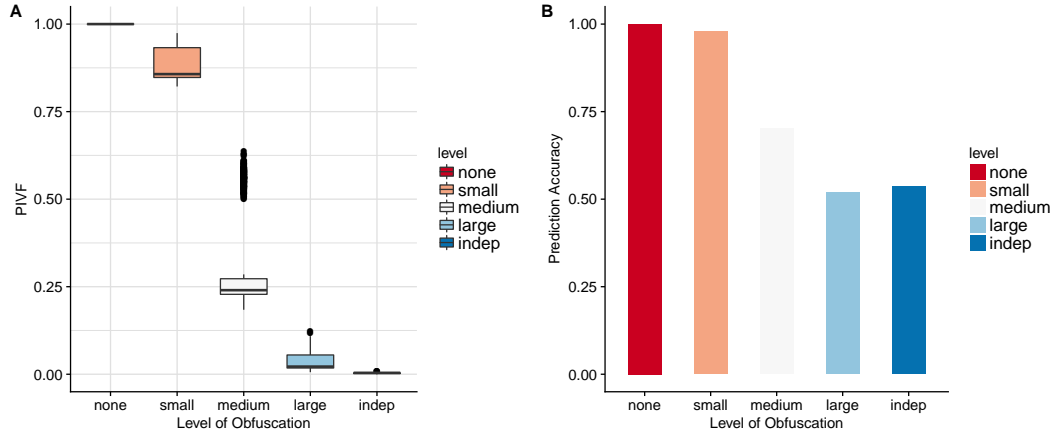 A
PIVF
1.00
0.75
0.50
0.25
0.00
none small medium large indep
Level of Obfuscation
level
none
small
medium
large
indep
B
Prediction Accuracy
1.00
0.75
0.50
0.25
0.00
none small medium large indep
Level of Obfuscation
level
none
small
medium
large
indep